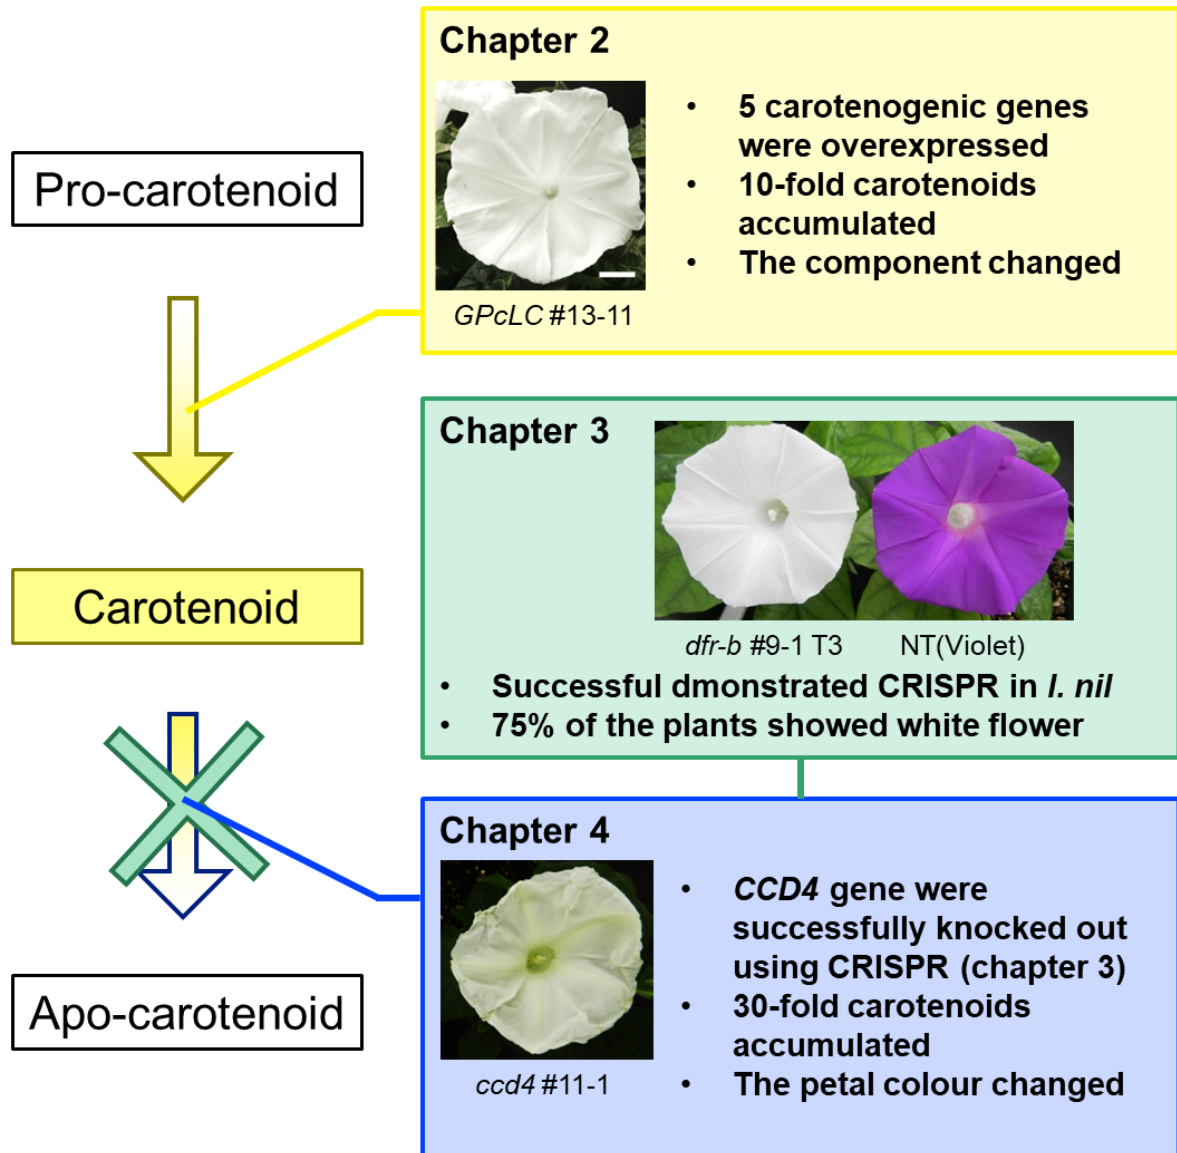 Pro-carotenoid
Carotenoid
Apo-carotenoid
Chapter 2
GPcLC #13-11
• 5 carotenogenic genes
were overexpressed
• 10-fold carotenoids
accumulated
• The component changed
Chapter 3
dfr-b #9-1 T3
NT(Violet)
• Successful dmonstrated CRISPR in I. nil
• 75% of the plants showed white flower
Chapter 4
ccd4 #11-1
• CCD4 gene were
successfully knocked out
using CRISPR (chapter 3)
• 30-fold carotenoids
accumulated
• The petal colour changed